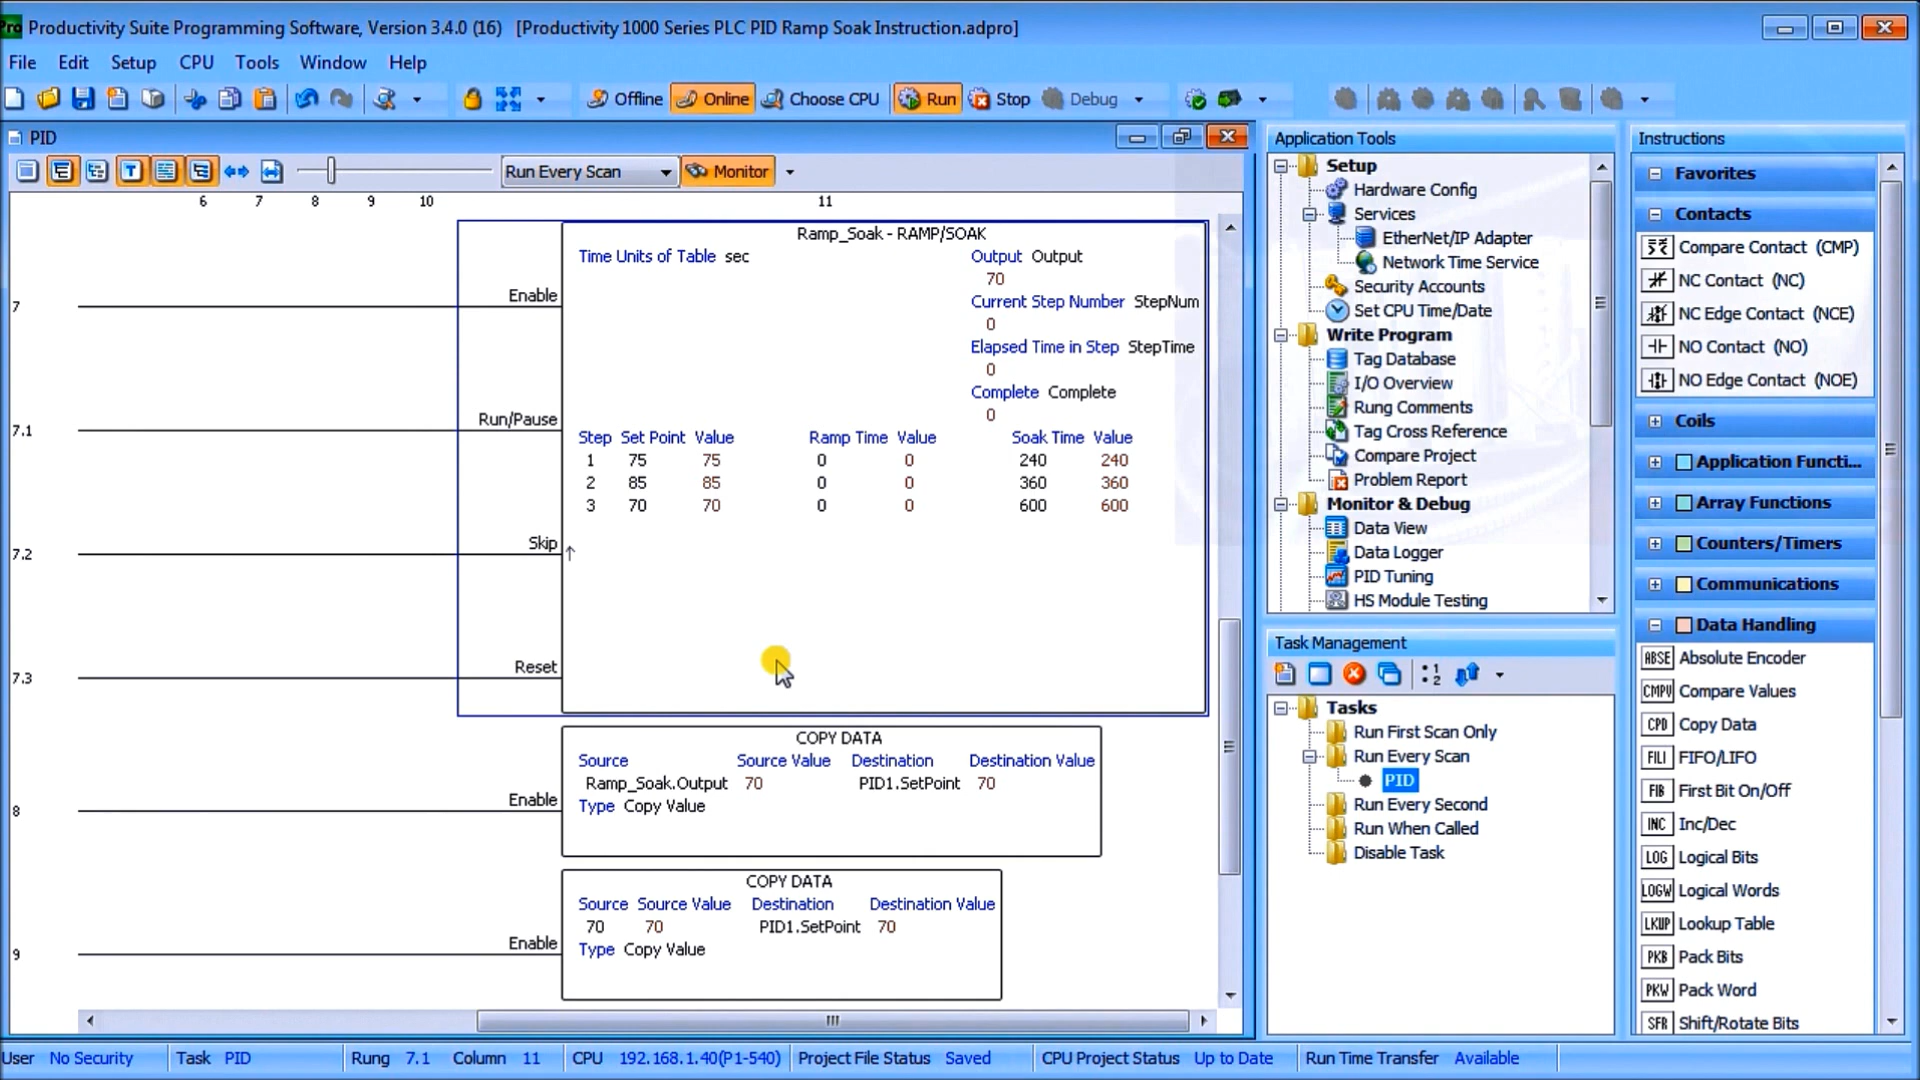 Productivity Suite Programming Software, Version 3.4.0 (16) [Productivity 1000 Series PLC PID Ramp Soak Instruction.adpro]
File Edit Setup CPU Tools Window Help
Offline Online Choose CPU Run Stop Debug
PID
Run Every Scan Monitor
6 7 8 9 10 11
Ramp_Soak - RAMP/SOAK
Time Units of Table sec Output Output
70
7 Enable
Current Step Number StepNum
0
Elapsed Time in Step StepTime
0
Complete Complete
0
7.1 Run/Pause
Step Set Point Value Ramp Time Value Soak Time Value
1 75 75 0 0 240 240
2 85 85 0 0 360 360
3 70 70 0 0 600 600
7.2 Skip
7.3 Reset
COPY DATA
Source Source Value Destination Destination Value
Ramp_Soak.Output 70 PID1.SetPoint 70
8 Enable Type Copy Value
COPY DATA
Source Source Value Destination Destination Value
70 70 PID1.SetPoint 70
9 Enable Type Copy Value
Application Tools
Setup
Hardware Config
Services
EtherNet/IP Adapter
Network Time Service
Security Accounts
Set CPU Time/Date
Write Program
Tag Database
I/O Overview
Rung Comments
Tag Cross Reference
Compare Project
Problem Report
Monitor & Debug
Data View
Data Logger
PID Tuning
HS Module Testing
Task Management
Tasks
Run First Scan Only
Run Every Scan
PID
Run Every Second
Run When Called
Disable Task
Instructions
Favorites
Contacts
Compare Contact (CMP)
NC Contact (NC)
NC Edge Contact (NCE)
NO Contact (NO)
NO Edge Contact (NOE)
Coils
Application Functi...
Array Functions
Counters/Timers
Communications
Data Handling
ABSE Absolute Encoder
CMPV Compare Values
CPD Copy Data
FILI FIFO/LIFO
FIB First Bit On/Off
INC Inc/Dec
LOG Logical Bits
LOGW Logical Words
LKUP Lookup Table
PKB Pack Bits
PKW Pack Word
SFR Shift/Rotate Bits
User No Security Task PID Rung 7.1 Column 11 CPU 192.168.1.40(P1-540) Project File Status Saved CPU Project Status Up to Date Run Time Transfer Available